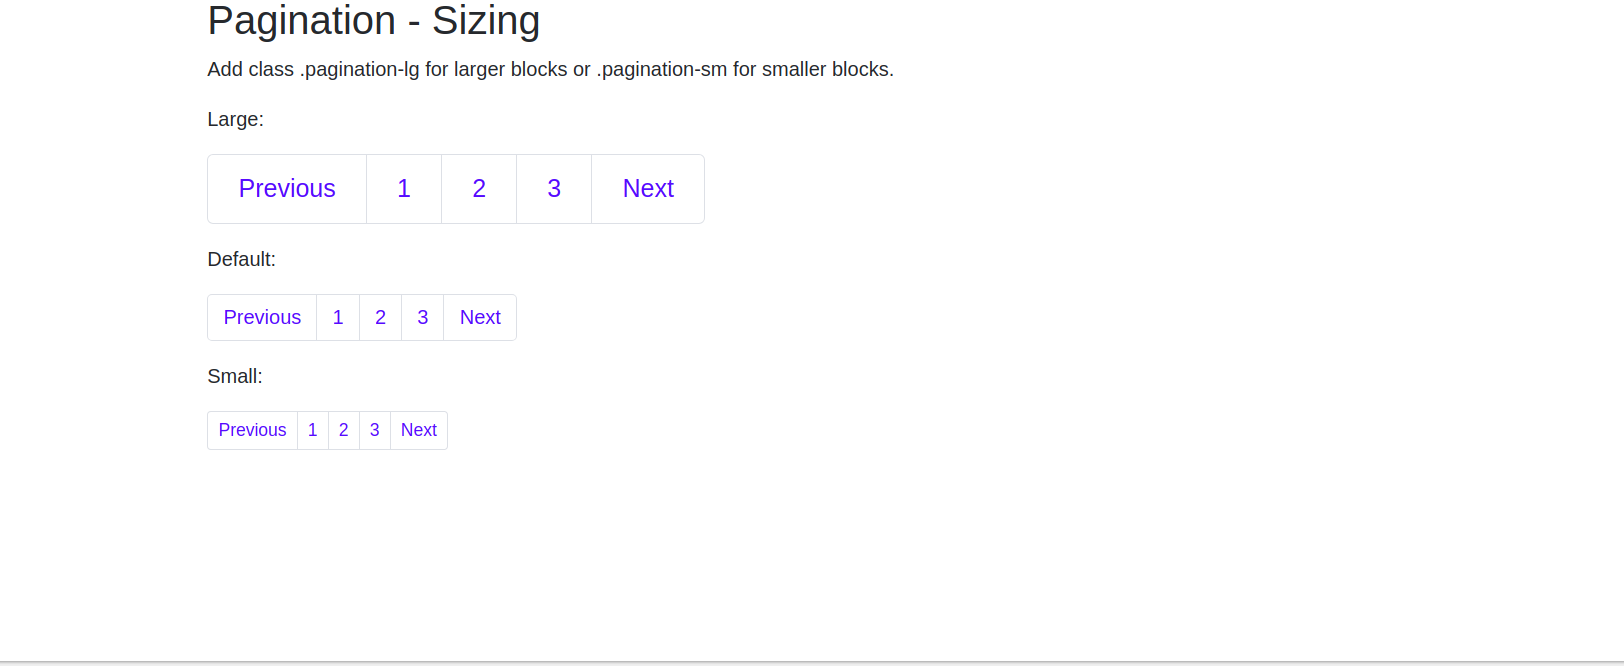 Pagination - Sizing
Add class .pagination-lg for larger blocks or .pagination-sm for smaller blocks.
Large:
Previous 1 2 3 Next
Default:
Previous 1 2 3 Next
Small:
Previous 1 2 3 Next